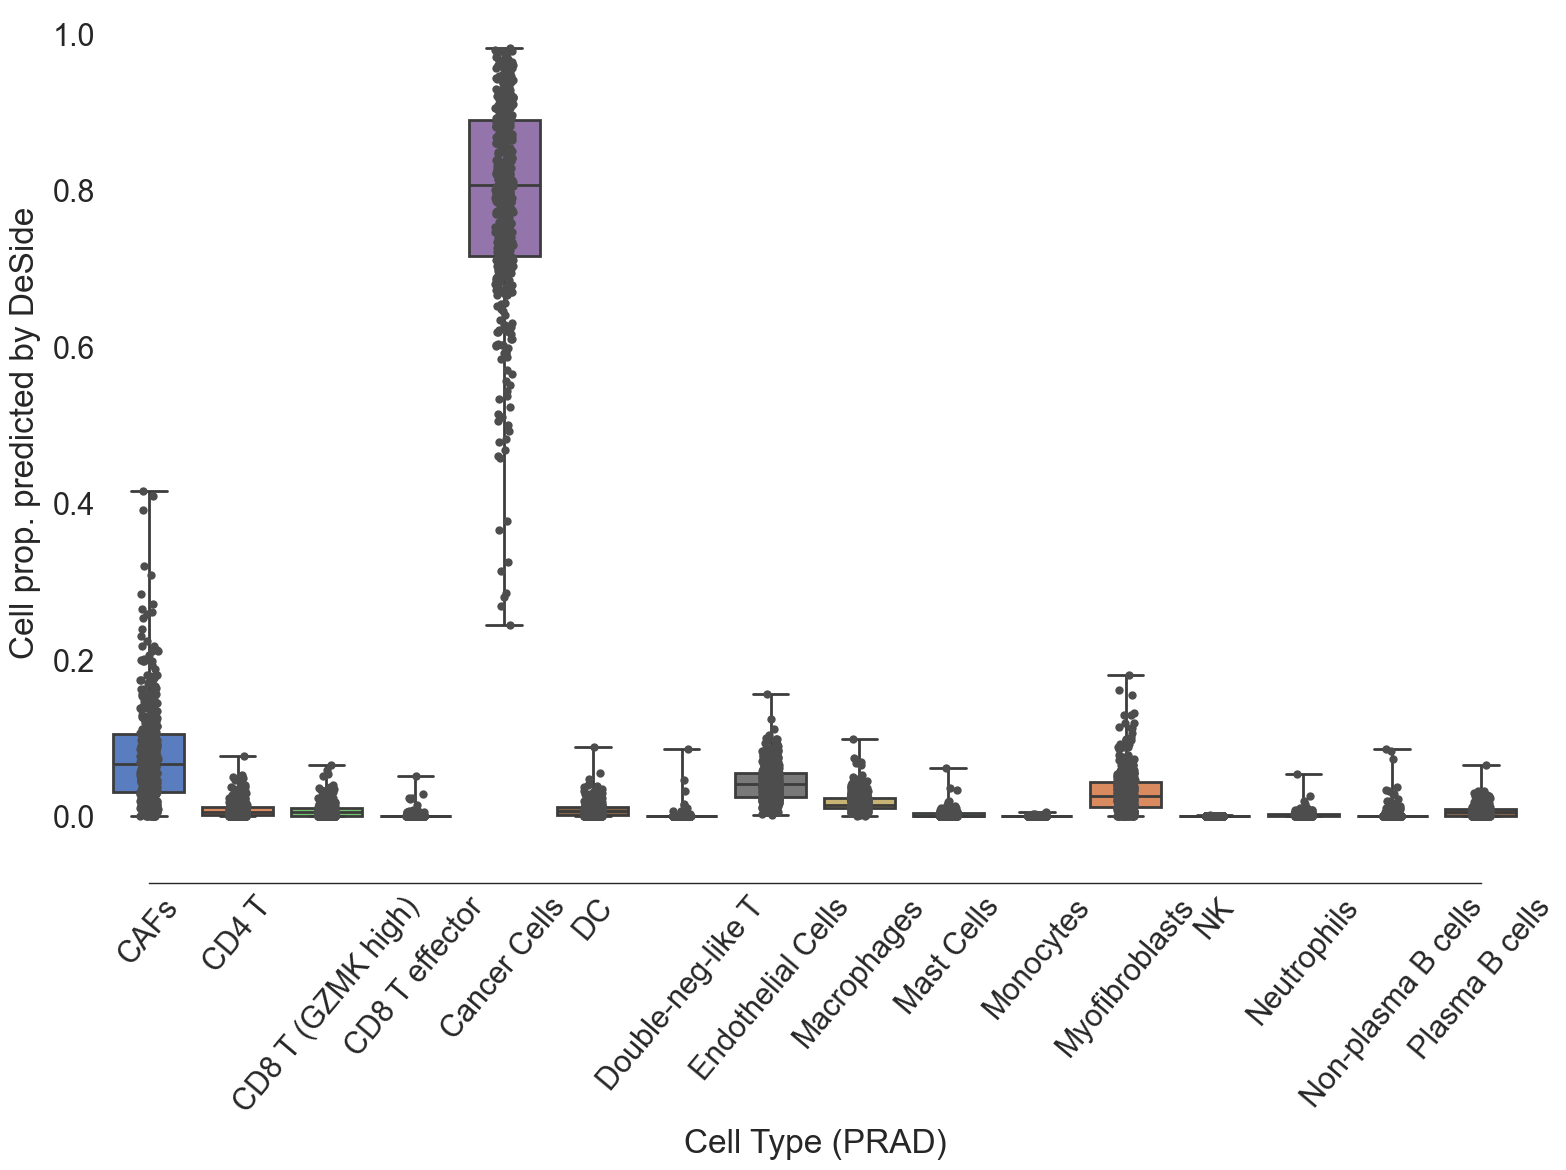 1.0
0.8
0.6
0.4
0.2
0.0
Cell prop. predicted by DeSide
CAFs
CD4 T
CD8 T (GZMK high)
CD8 T effector
Cancer Cells
DC
Double-neg-like T
Endothelial Cells
Macrophages
Mast Cells
Monocytes
Myofibroblasts
NK
Neutrophils
Non-plasma B cells
Plasma B cells
Cell Type (PRAD)